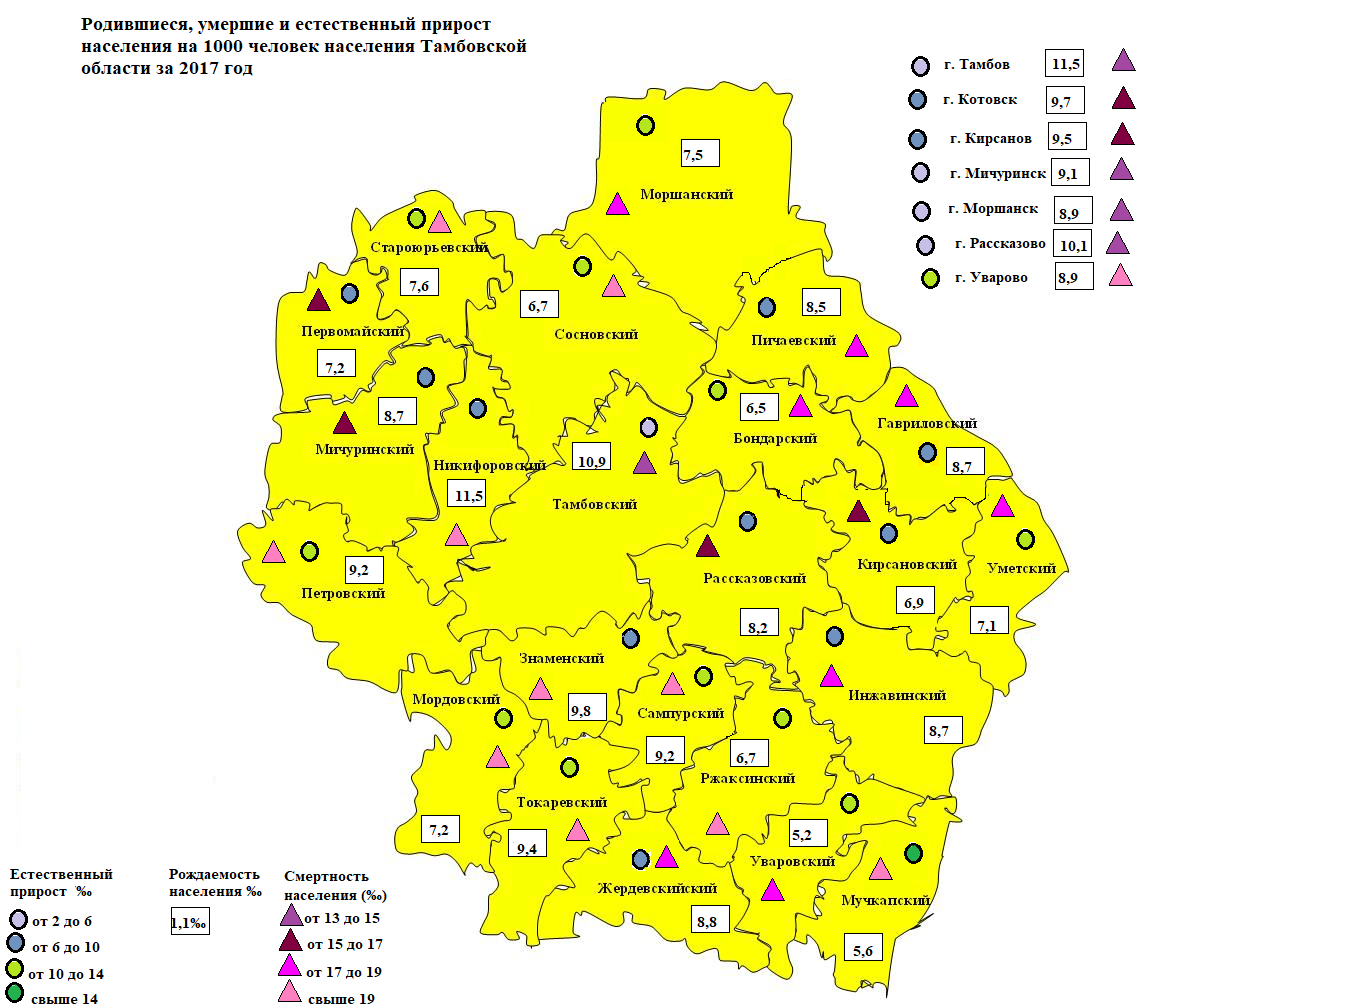 Родившиеся, умершие и естественный прирост
населения на 1000 человек населения Тамбовской
области за 2017 год
г. Тамбов 11,5
г. Котовск 9,7
г. Кирсанов 9,5
г. Мичуринск 9,1
г. Моршанск 8,9
г. Рассказово 10,1
г. Уварово 8,9
7,5
Моршанский
Староюрьевский
7,6
6,7
Сосновский
Первомайский
7,2
8,5
Пичаевский
8,7
Мичуринский
6,5
Бондарский
Гавриловский
8,7
Никифоровский
11,5
10,9
Тамбовский
9,2
Петровский
Рассказовский
8,2
Кирсановский
6,9
Уметский
7,1
Знаменский
9,8
Мордовский
7,2
Сампурский
9,2
Инжавинский
8,7
6,7
Ржаксинский
Токаревский
9,4
5,2
Уваровский
Жердевскийский
8,8
Мучкапский
5,6
Естественный
прирост ‰
от 2 до 6
от 6 до 10
от 10 до 14
свыше 14
Рождаемость
населения ‰
1,1‰
Смертность
населения (‰)
от 13 до 15
от 15 до 17
от 17 до 19
свыше 19